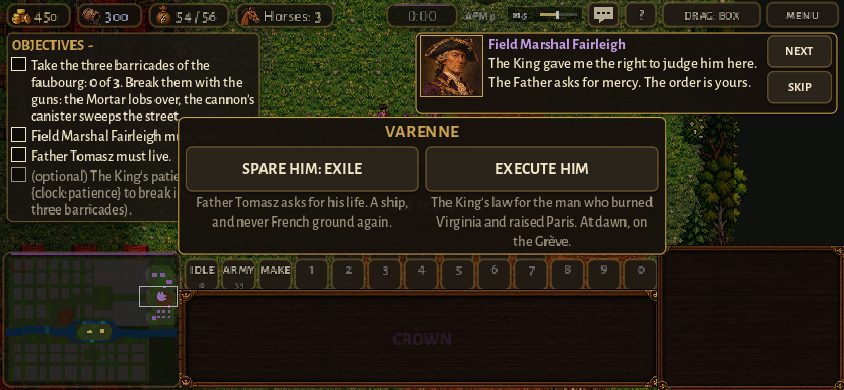 450
300
54/56
Horses: 3
0:00
APM 0
?
DRAG: BOX
MENU
OBJECTIVES -
Take the three barricades of the
faubourg: 0 of 3. Break them with the
guns: the Mortar lobs over, the cannon's
canister sweeps the street.
Field Marshal Fairleigh must live.
Father Tomasz must live.
(optional) The King's patie
{clock:patience} to break i
three barricades).
Field Marshal Fairleigh
The King gave me the right to judge him here.
The Father asks for mercy. The order is yours.
NEXT
SKIP
VARENNE
SPARE HIM: EXILE
Father Tomasz asks for his life. A ship,
and never French ground again.
EXECUTE HIM
The King's law for the man who burned
Virginia and raised Paris. At dawn, on
the Grève.
IDLE
ARMY
MAKE
1
2
3
4
5
6
7
8
9
0
CROWN